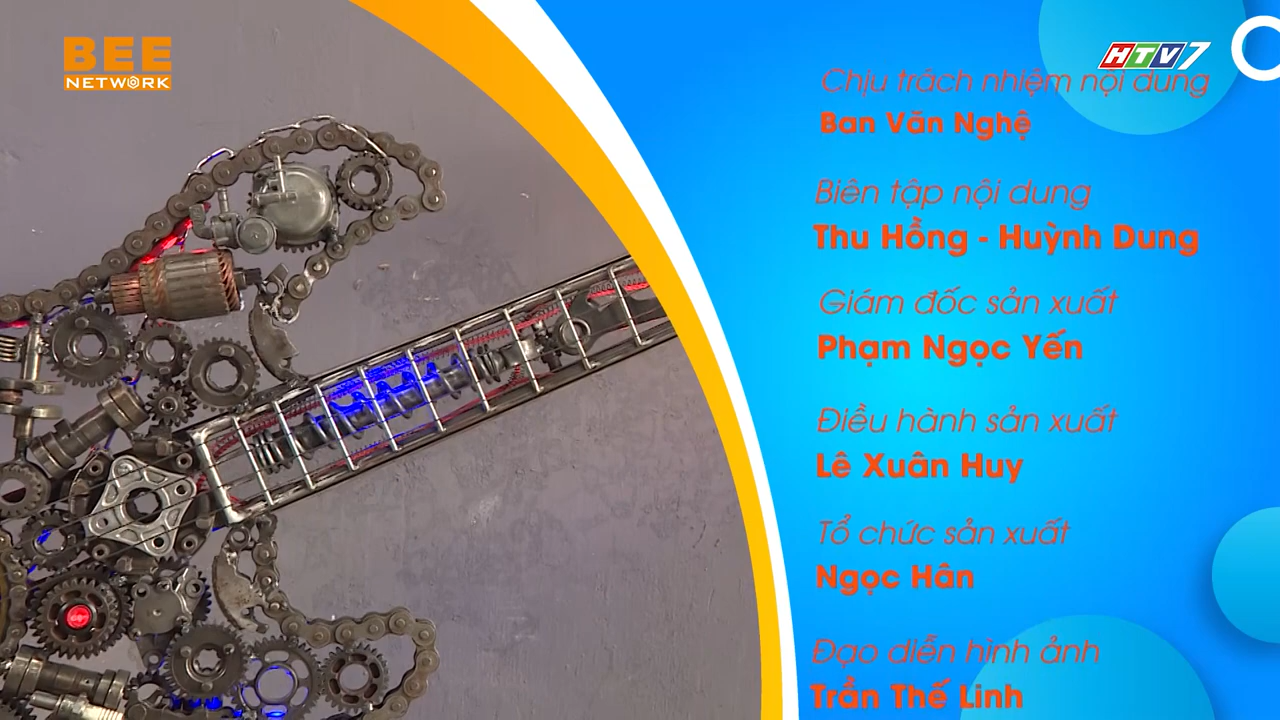 BEE
NETWORK
HTV7
Chịu trách nhiệm nội dung
Ban Văn Nghệ
Biên tập nội dung
Thu Hồng - Huỳnh Dung
Giám đốc sản xuất
Phạm Ngọc Yến
Điều hành sản xuất
Lê Xuân Huy
Tổ chức sản xuất
Ngọc Hân
Đạo diễn hình ảnh
Trần Thế Linh